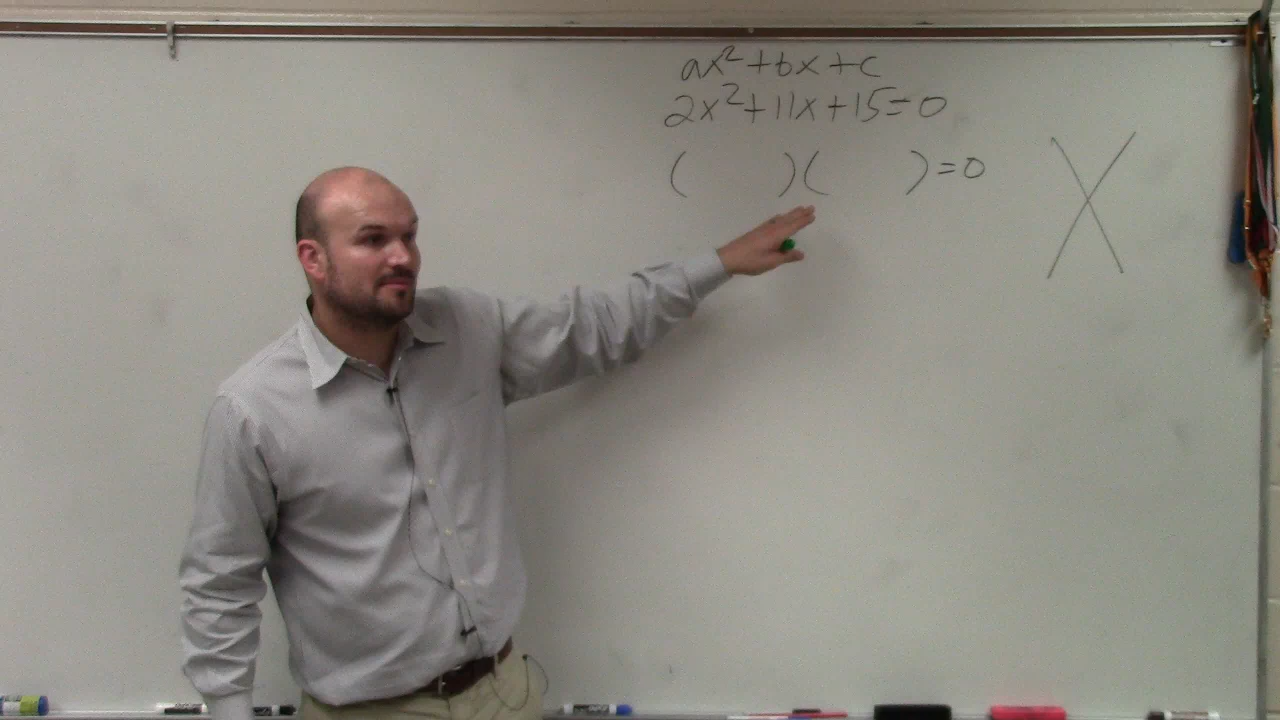 ax²+bx+c
2x²+11x+15=0
(     )(     )=0
X